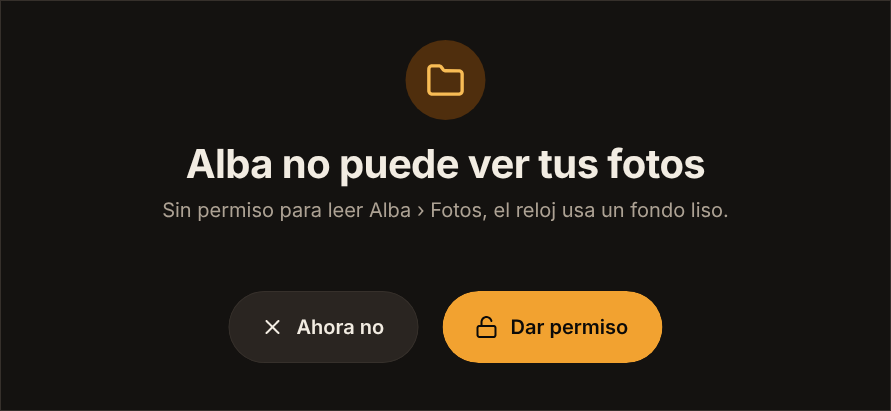 Alba no puede ver tus fotos
Sin permiso para leer Alba › Fotos, el reloj usa un fondo liso.
Ahora no
Dar permiso